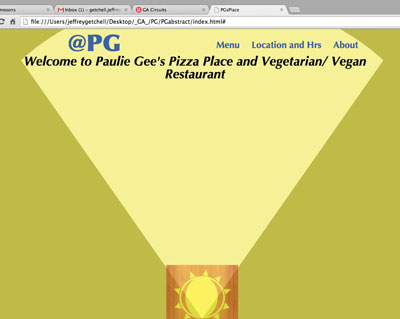 nooons
Inbox (1) - getchell.jeffrey
GA Circuits
PGsPlace
file:///Users/jeffreygetchell/Desktop/_GA_/PG/PGabstract/index.html#
@PG
Menu Location and Hrs About
Welcome to Paulie Gee's Pizza Place and Vegetarian/ Vegan
Restaurant